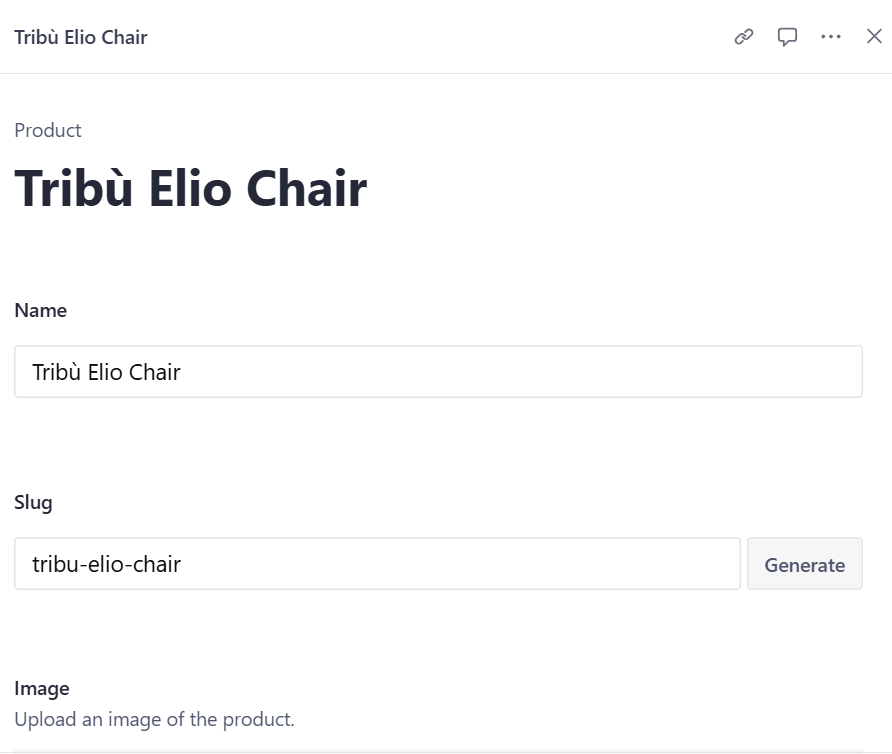 Tribù Elio Chair
Product
Tribù Elio Chair
Name
Tribù Elio Chair
Slug
tribu-elio-chair
Generate
Image
Upload an image of the product.